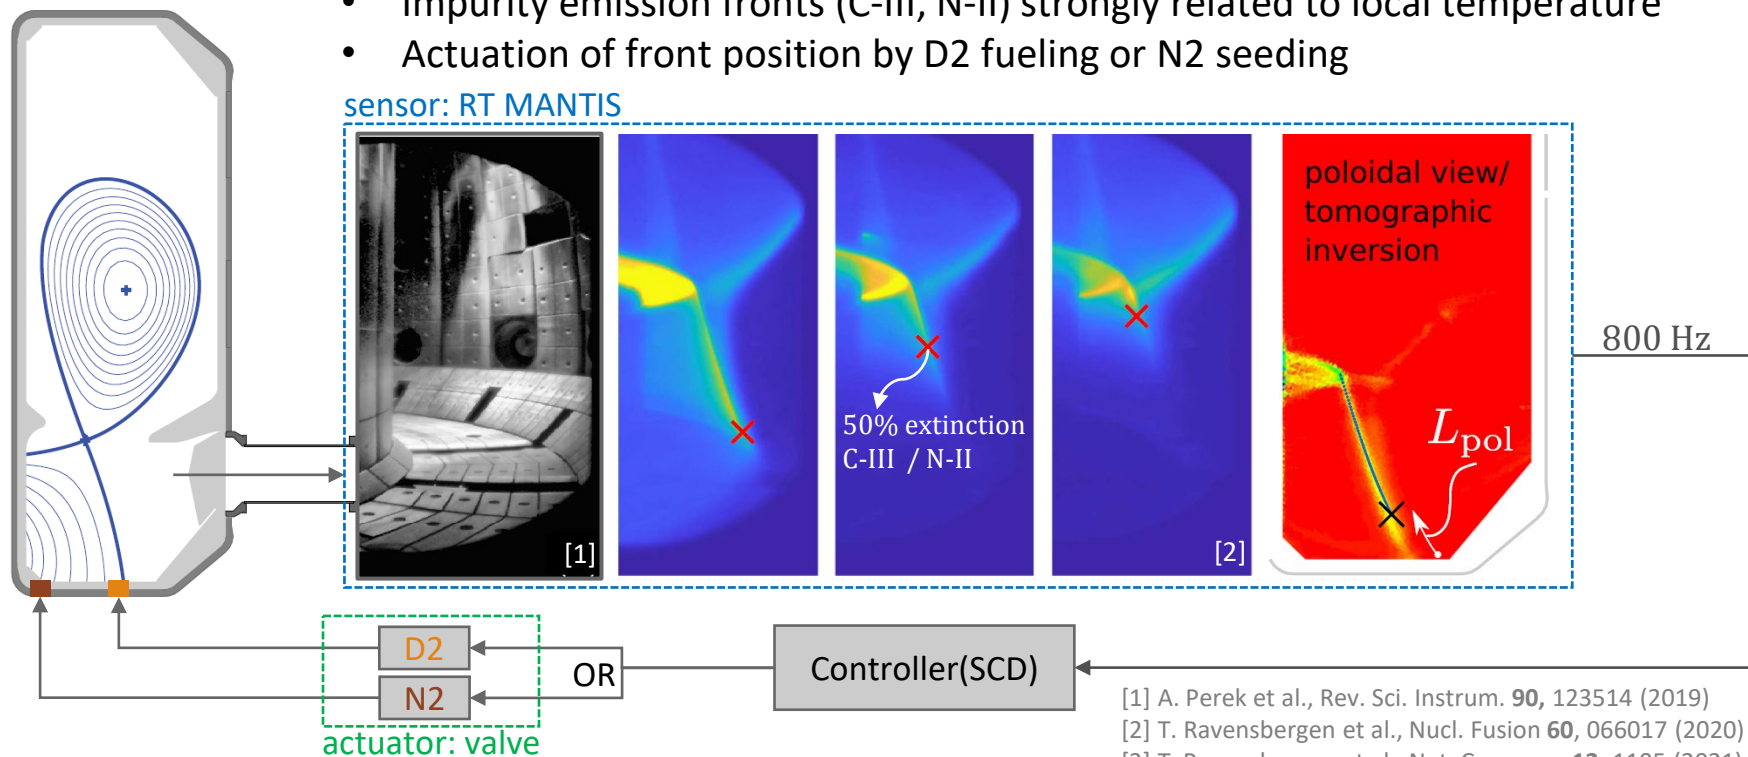 • Impurity emission fronts (C-III, N-II) strongly related to local temperature
• Actuation of front position by D2 fueling or N2 seeding
sensor: RT MANTIS
poloidal view/
tomographic
inversion
800 Hz
50% extinction
C-III / N-II
Lpol
[1]
[2]
D2
OR
N2
actuator: valve
Controller(SCD)
[1] A. Perek et al., Rev. Sci. Instrum. 90, 123514 (2019)
[2] T. Ravensbergen et al., Nucl. Fusion 60, 066017 (2020)